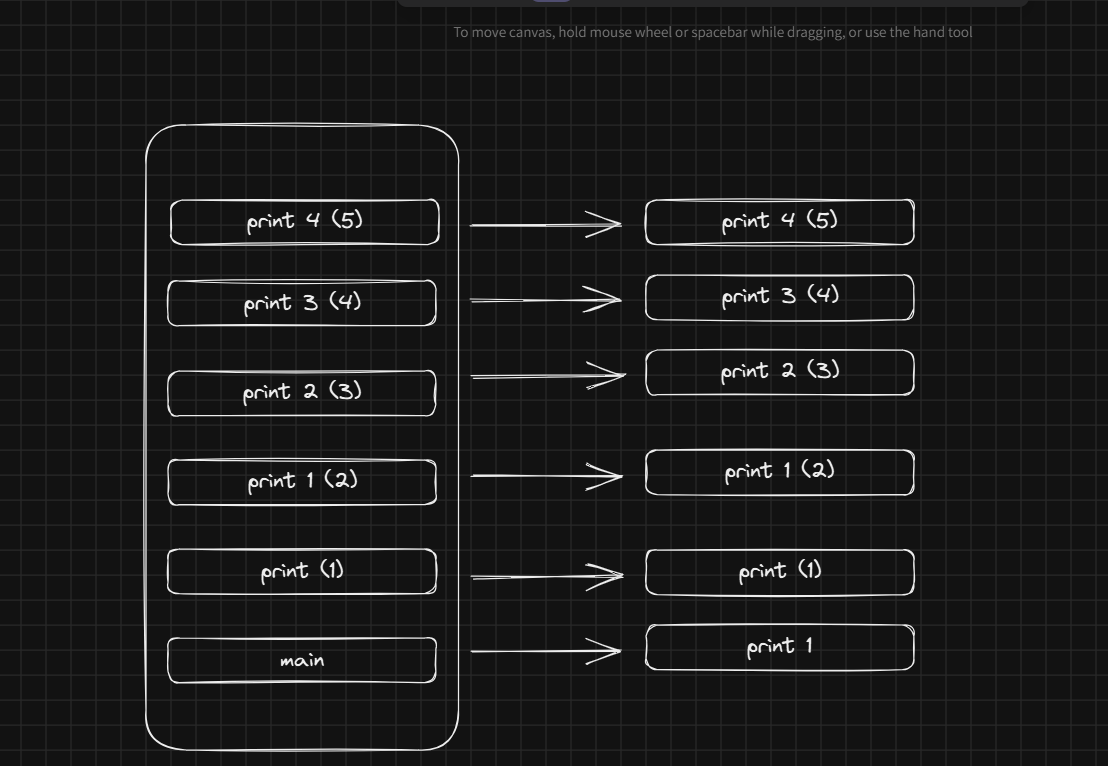 To move canvas, hold mouse wheel or spacebar while dragging, or use the hand tool
print 4 (5)
print 4 (5)
print 3 (4)
print 3 (4)
print 2 (3)
print 2 (3)
print 1 (2)
print 1 (2)
print (1)
print (1)
main
print 1